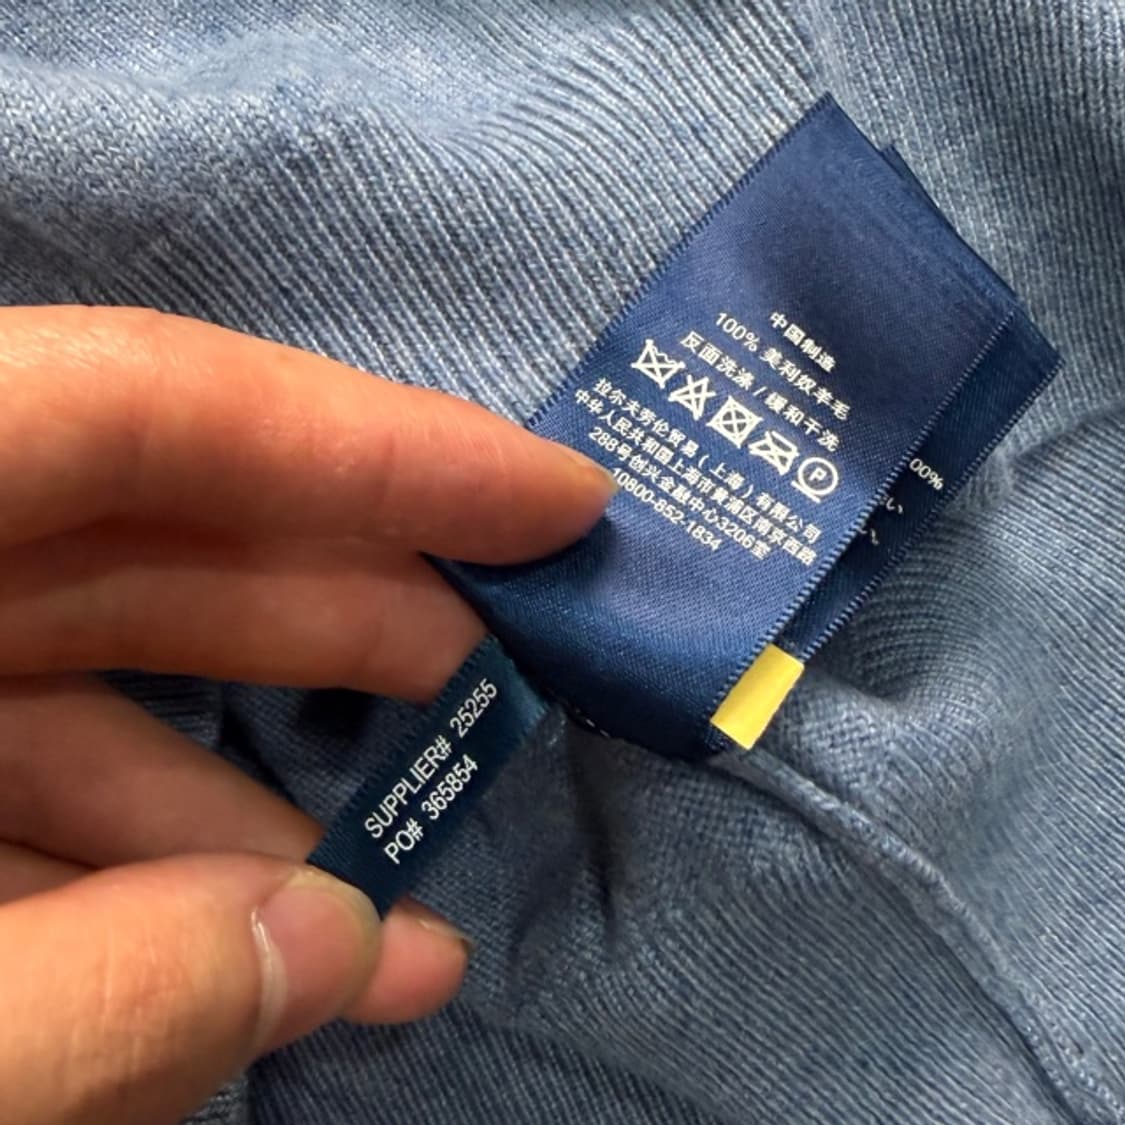 中国制造
100% 美利奴羊毛
反面洗涤 / 缓和干洗
P
拉尔夫劳伦贸易(上海)有限公司
中华人民共和国上海市黄浦区南京西路
288号创兴金融中心3206室
10800-852-1834
00%
い
SUPPLIER# 25255
PO# 365854